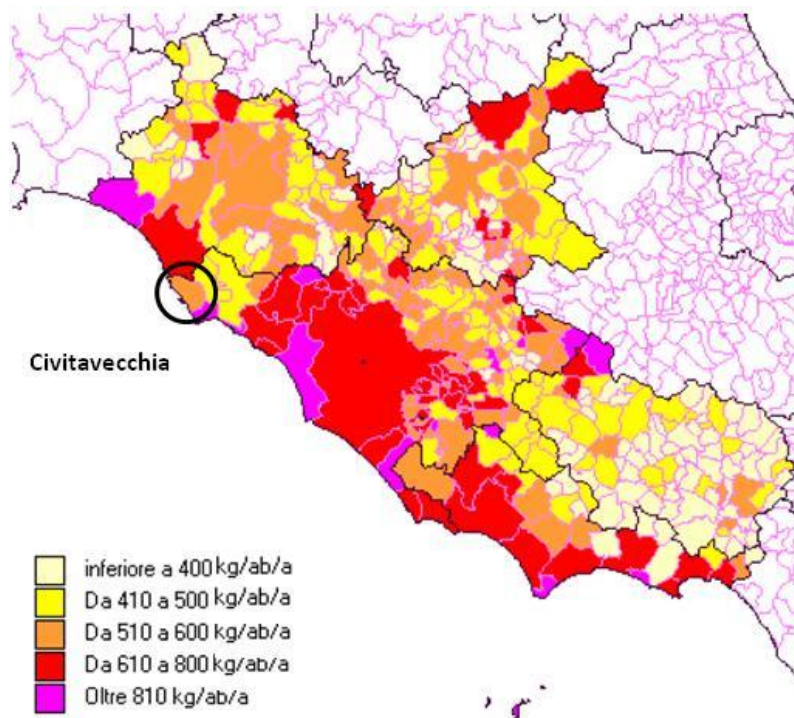 Civitavecchia
inferiore a 400 kg/ab/a
Da 410 a 500 kg/ab/a
Da 510 a 600 kg/ab/a
Da 610 a 800 kg/ab/a
Oltre 810 kg/ab/a